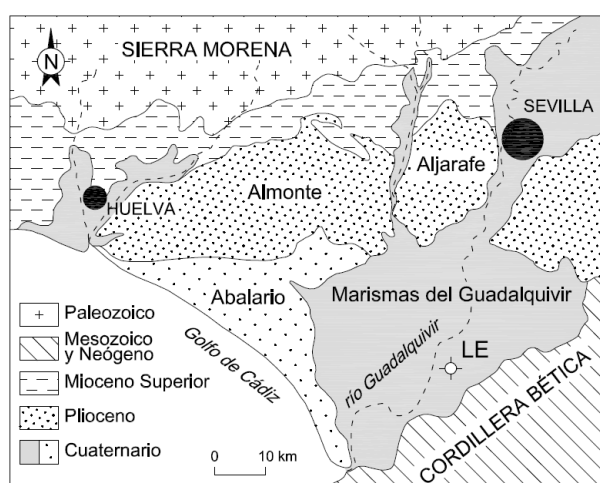 N
SIERRA MORENA
SEVILLA
Aljarafe
Almonte
HUELVA
Abalario
Marismas del Guadalquivir
Golfo de Cádiz
río Guadalquivir
LE
CORDILLERA BÉTICA
Paleozoico
Mesozoico
y Neógeno
Mioceno Superior
Plioceno
Cuaternario
0 10 km